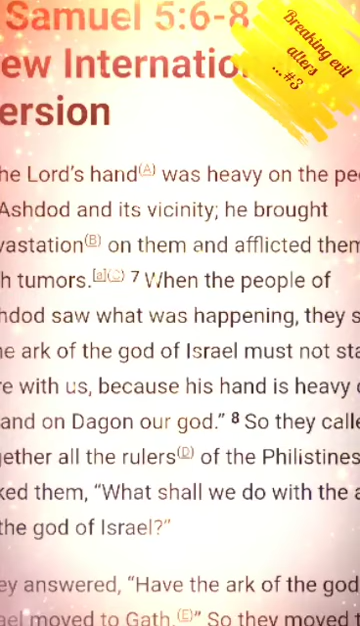 Samuel 5:6-8
ew Internatio
ersion
Breaking evil
alters
...#3
he Lord's hand(A) was heavy on the pe
Ashdod and its vicinity; he brought
vastation(B) on them and afflicted them
h tumors.[a](C) 7 When the people of
hdod saw what was happening, they s
e ark of the god of Israel must not sta
e with us, because his hand is heavy o
and on Dagon our god." 8 So they calle
gether all the rulers(D) of the Philistines
ked them, "What shall we do with the a
the god of Israel?"
ey answered, "Have the ark of the god
ael moved to Gath.(E)" So they moved t